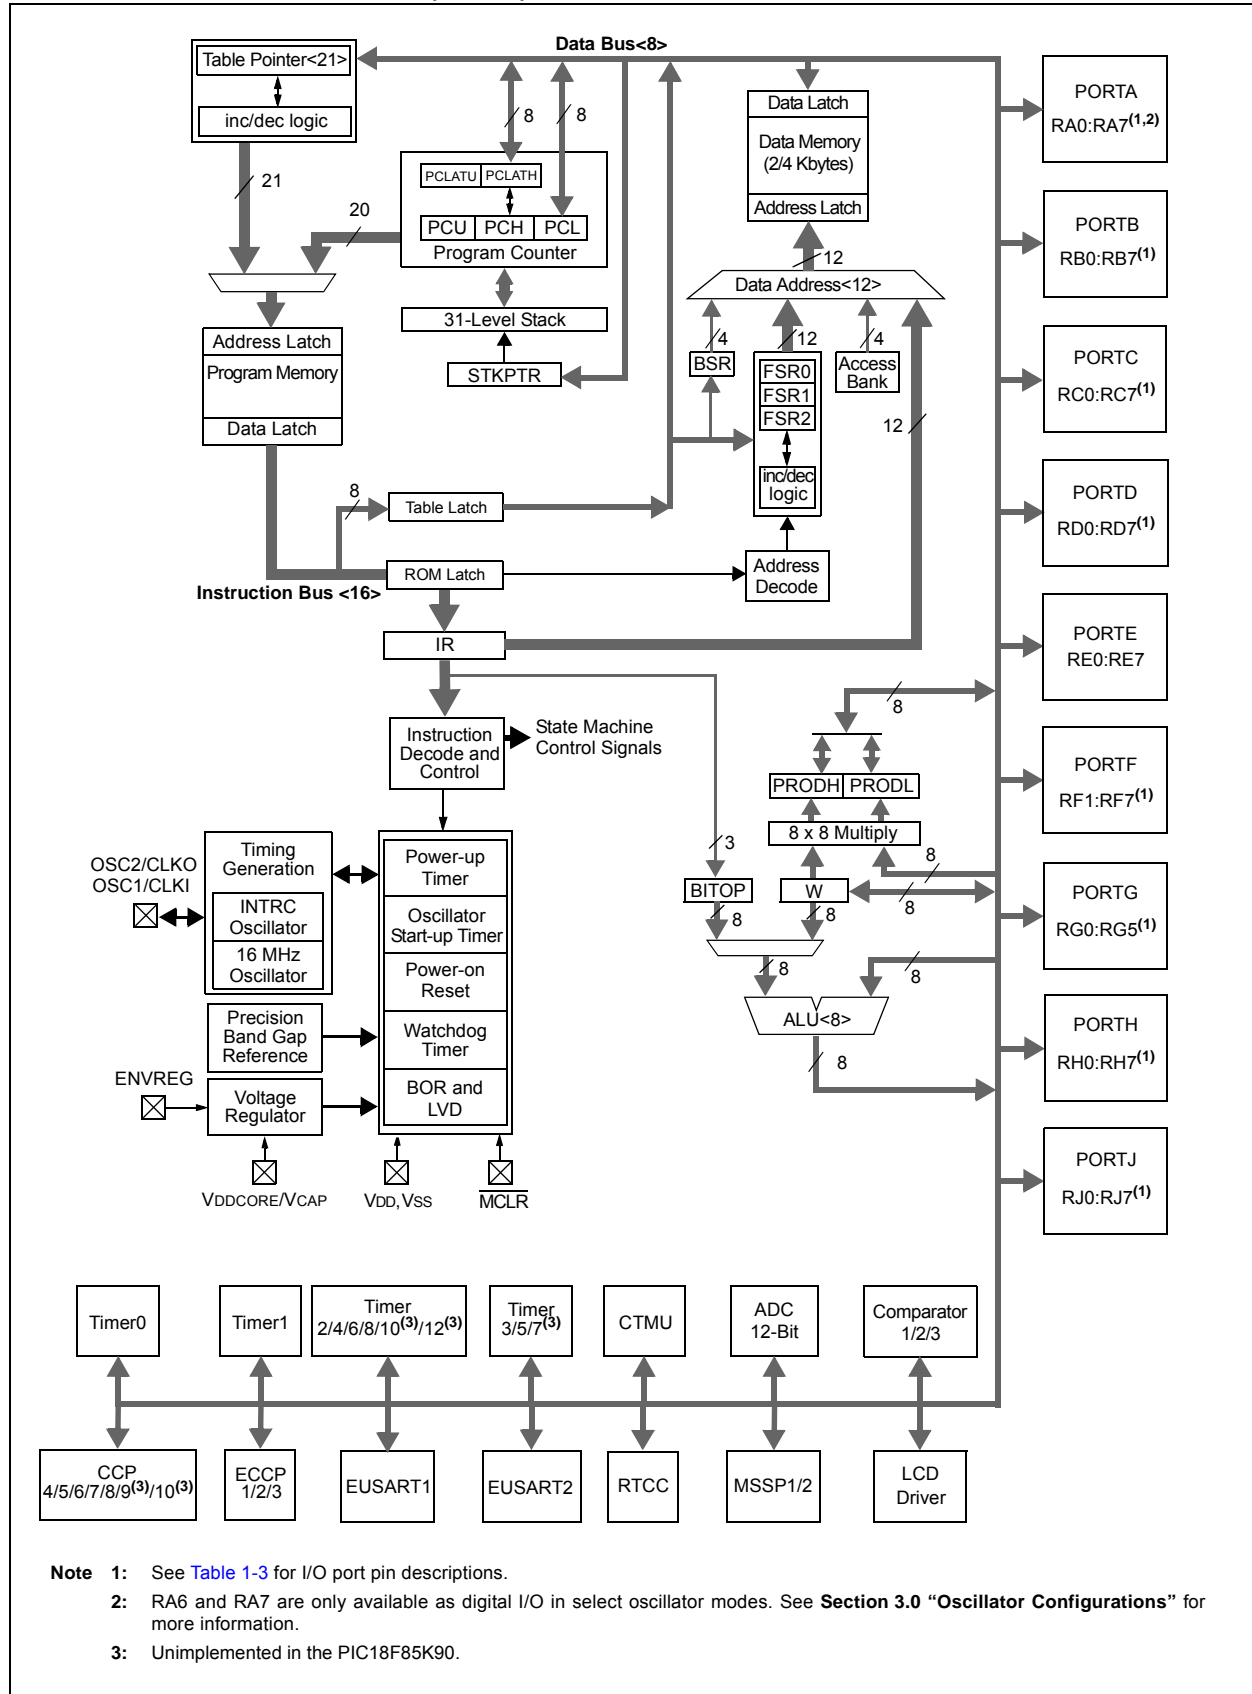 Data Bus<8>
Table Pointer<21>
inc/dec logic
21
20
8
8
PCLATU PCLATH
PCU PCH PCL
Program Counter
31-Level Stack
STKPTR
Address Latch
Program Memory
Data Latch
8
Table Latch
ROM Latch
Instruction Bus <16>
IR
Data Latch
Data Memory
(2/4 Kbytes)
Address Latch
12
Data Address<12>
4
12
4
BSR
FSR0
FSR1
FSR2
inc/dec
logic
Access
Bank
12
Address
Decode
Instruction
Decode and
Control
State Machine
Control Signals
8
PRODH PRODL
8 x 8 Multiply
3
8
BITOP
W
8
8
8
8
8
ALU<8>
8
OSC2/CLKO
OSC1/CLKI
Timing
Generation
INTRC
Oscillator
16 MHz
Oscillator
Precision
Band Gap
Reference
ENVREG
Voltage
Regulator
Power-up
Timer
Oscillator
Start-up Timer
Power-on
Reset
Watchdog
Timer
BOR and
LVD
VDDCORE/VCAP
VDD,VSS
MCLR
PORTA
RA0:RA7(1,2)
PORTB
RB0:RB7(1)
PORTC
RC0:RC7(1)
PORTD
RD0:RD7(1)
PORTE
RE0:RE7
PORTF
RF1:RF7(1)
PORTG
RG0:RG5(1)
PORTH
RH0:RH7(1)
PORTJ
RJ0:RJ7(1)
Timer0
Timer1
Timer
2/4/6/8/10(3)/12(3)
Timer
3/5/7(3)
CTMU
ADC
12-Bit
Comparator
1/2/3
CCP
4/5/6/7/8/9(3)/10(3)
ECCP
1/2/3
EUSART1
EUSART2
RTCC
MSSP1/2
LCD
Driver
Note 1: See Table 1-3 for I/O port pin descriptions.
2: RA6 and RA7 are only available as digital I/O in select oscillator modes. See Section 3.0 “Oscillator Configurations” for
more information.
3: Unimplemented in the PIC18F85K90.